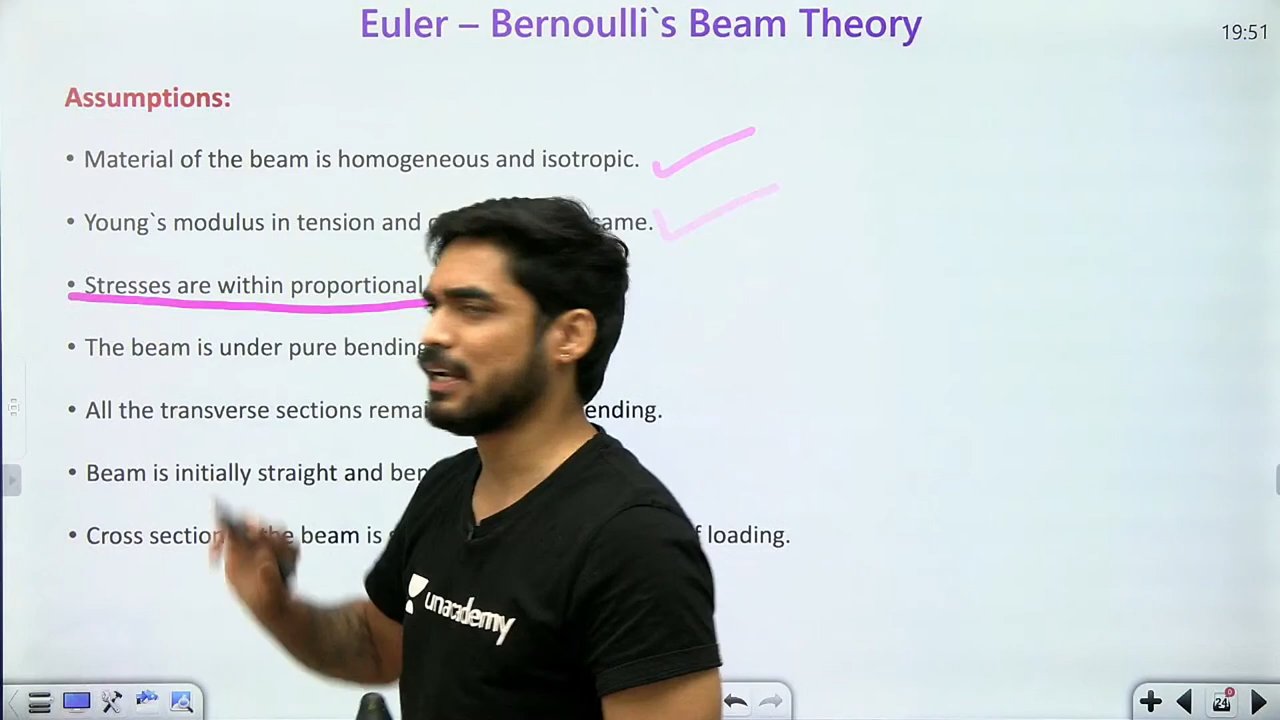 Euler – Bernoulli`s Beam Theory
19:51
Assumptions:
• Material of the beam is homogeneous and isotropic.
• Young`s modulus in tension and same.
• Stresses are within proportional
• The beam is under pure bending
• All the transverse sections ending.
• Beam is initially straight and
• Cross section the beam is loading.
unacademy
24
0